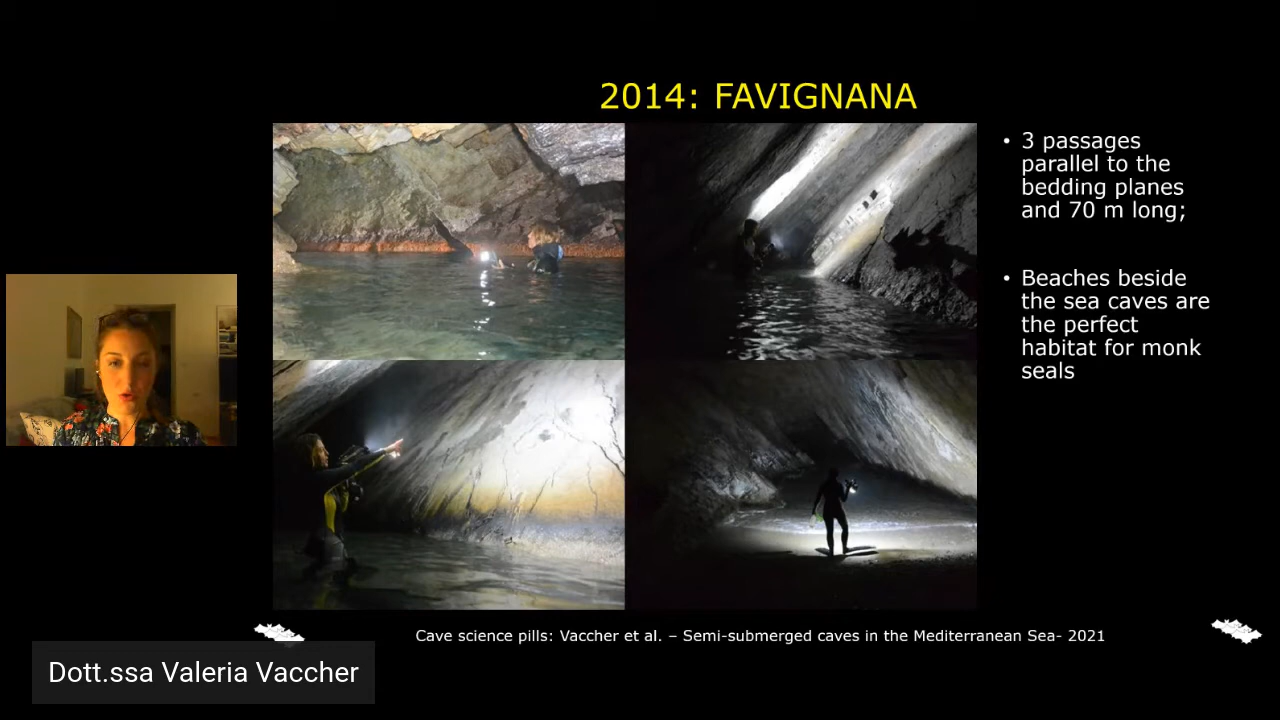 2014: FAVIGNANA
• 3 passages
parallel to the
bedding planes
and 70 m long;
• Beaches beside
the sea caves are
the perfect
habitat for monk
seals
Cave science pills: Vaccher et al. – Semi-submerged caves in the Mediterranean Sea- 2021
Dott.ssa Valeria Vaccher